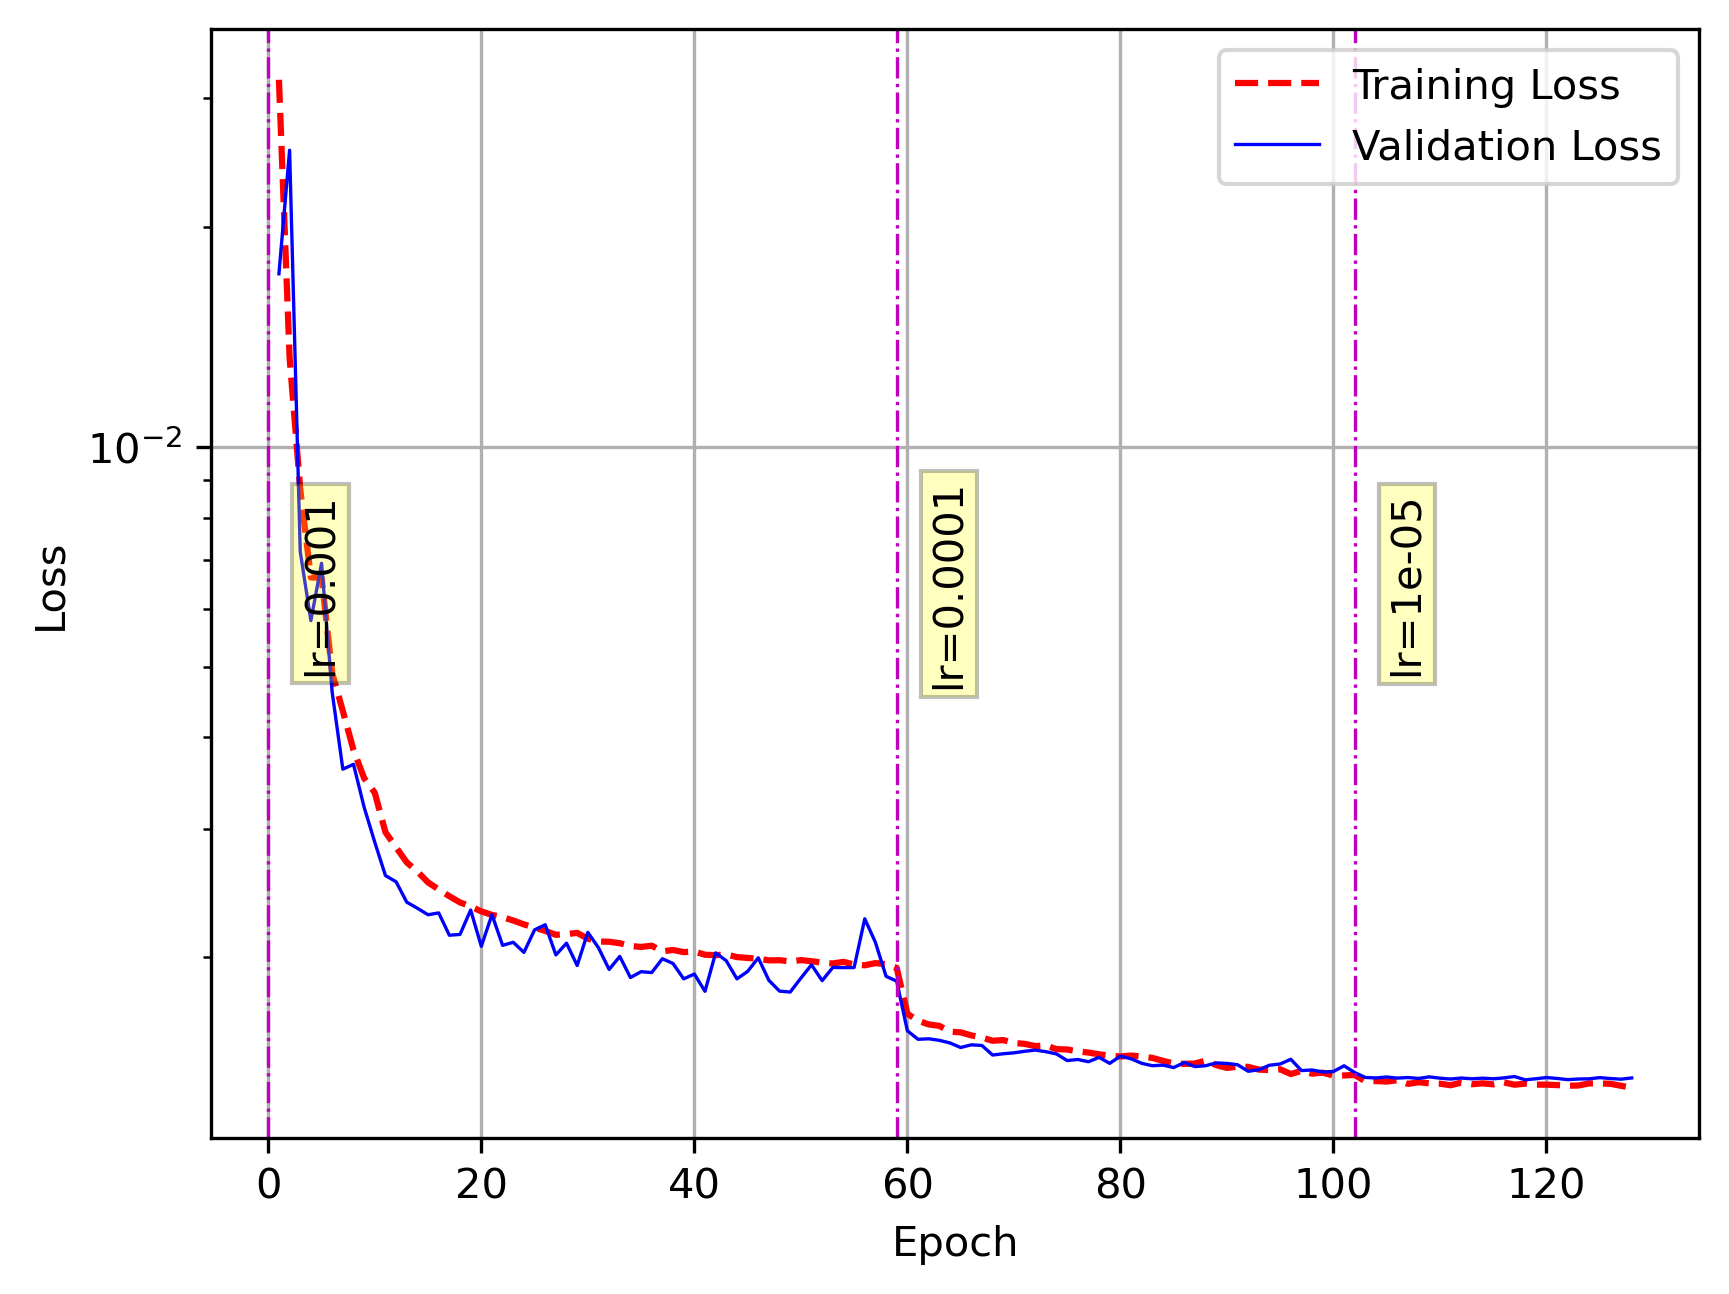 Training Loss
Validation Loss
10⁻²
lr=0.001
lr=0.0001
lr=1e-05
Loss
0 20 40 60 80 100 120
Epoch